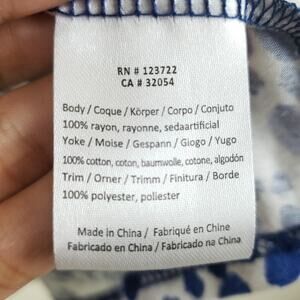 RN # 123722
CA # 32054
Body / Coque / Körper / Corpo / Conjuto
100% rayon, rayonne, sedaartificial
Yoke / Moise / Gespann / Giogo / Yugo
100% cotton, coton, baumwolle, cotone, algodón
Trim / Orner / Trimm / Finitura / Borde
100% polyester, poliester
Made in China / Fabriqué en Chine
Fabricado en China / Fabricado na China